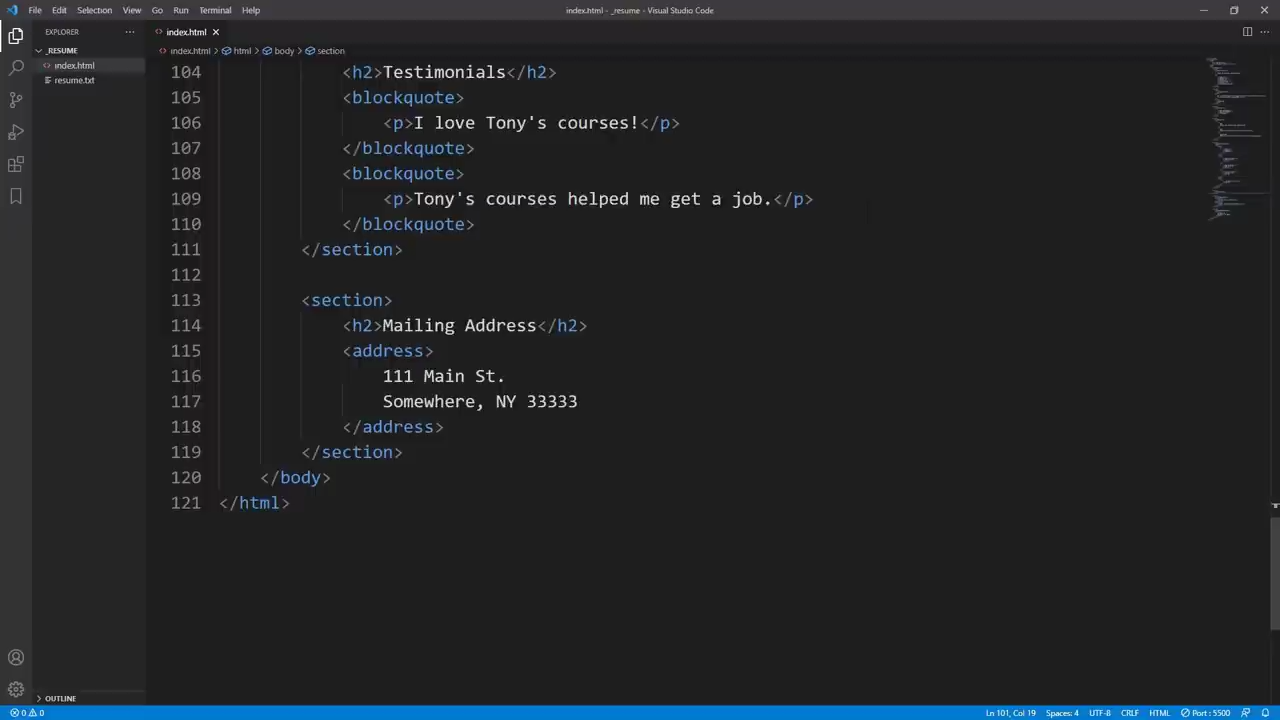 File Edit Selection View Go Run Terminal Help
index.html - _resume - Visual Studio Code
EXPLORER
_RESUME
index.html
resume.txt
index.html
index.html > html > body > section
104 <h2>Testimonials</h2>
105 <blockquote>
106 <p>I love Tony's courses!</p>
107 </blockquote>
108 <blockquote>
109 <p>Tony's courses helped me get a job.</p>
110 </blockquote>
111 </section>
112
113 <section>
114 <h2>Mailing Address</h2>
115 <address>
116 111 Main St.
117 Somewhere, NY 33333
118 </address>
119 </section>
120 </body>
121 </html>
OUTLINE
0 0
Ln 101, Col 19 Spaces: 4 UTF-8 CRLF HTML Port : 5500